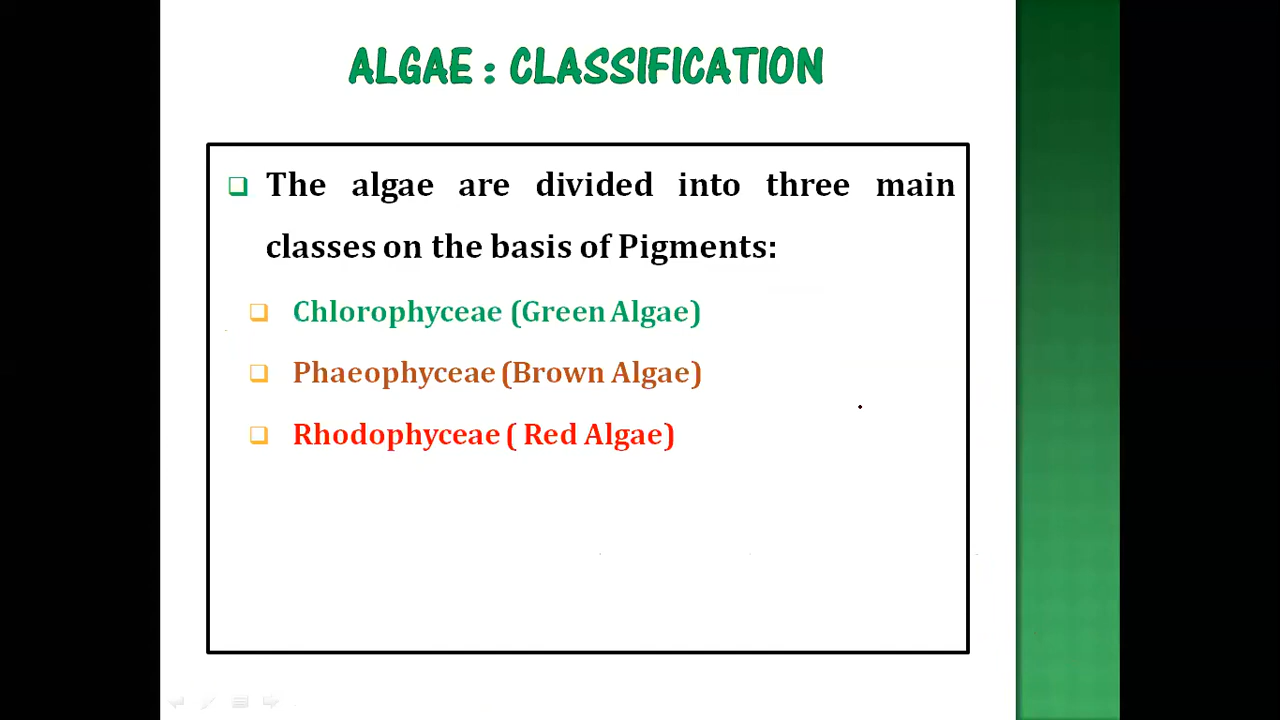 ALGAE : CLASSIFICATION
The algae are divided into three main
classes on the basis of Pigments:
Chlorophyceae (Green Algae)
Phaeophyceae (Brown Algae)
Rhodophyceae ( Red Algae)